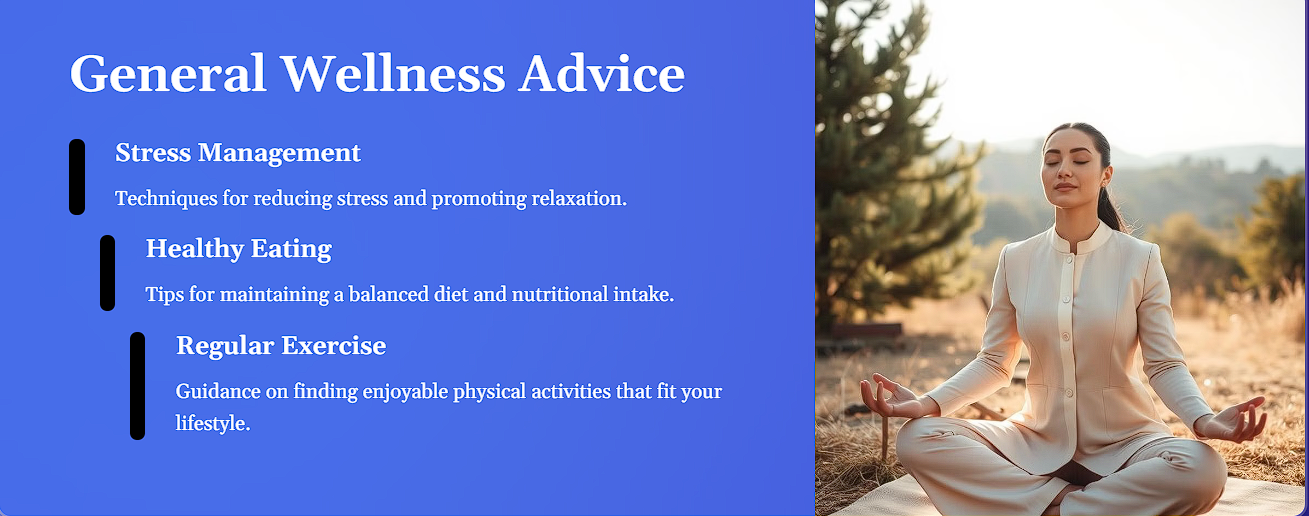 General Wellness Advice
Stress Management
Techniques for reducing stress and promoting relaxation.
Healthy Eating
Tips for maintaining a balanced diet and nutritional intake.
Regular Exercise
Guidance on finding enjoyable physical activities that fit your
lifestyle.